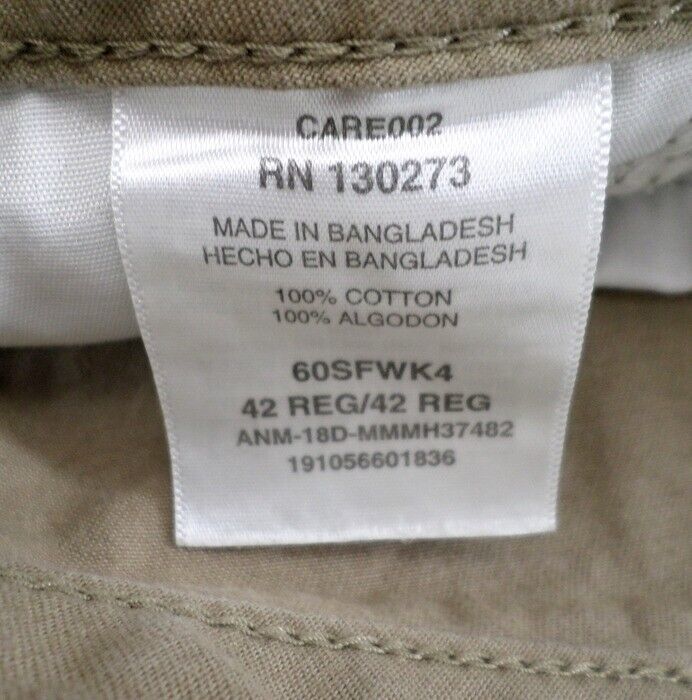 CARE002
RN 130273
MADE IN BANGLADESH
HECHO EN BANGLADESH
100% COTTON
100% ALGODON
60SFWK4
42 REG/42 REG
ANM-18D-MMMH37482
191056601836